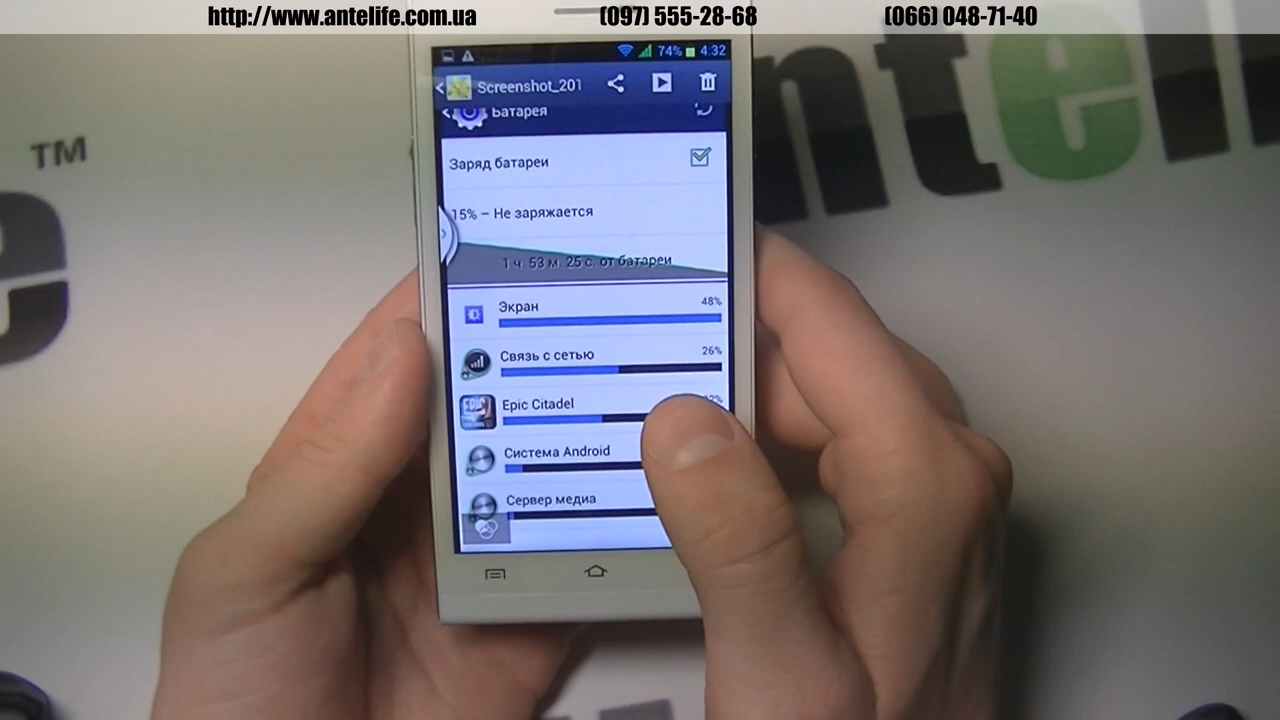 http://www.antelife.com.ua (097) 555-28-68 (066) 048-71-40
74% 4:32
Screenshot_201
Батарея
Заряд батареи
15% – Не заряжается
1 ч. 53 м. 25 с. от батареи
Экран 48%
Связь с сетью 26%
Epic Citadel
Система Android
Сервер медиа
TM